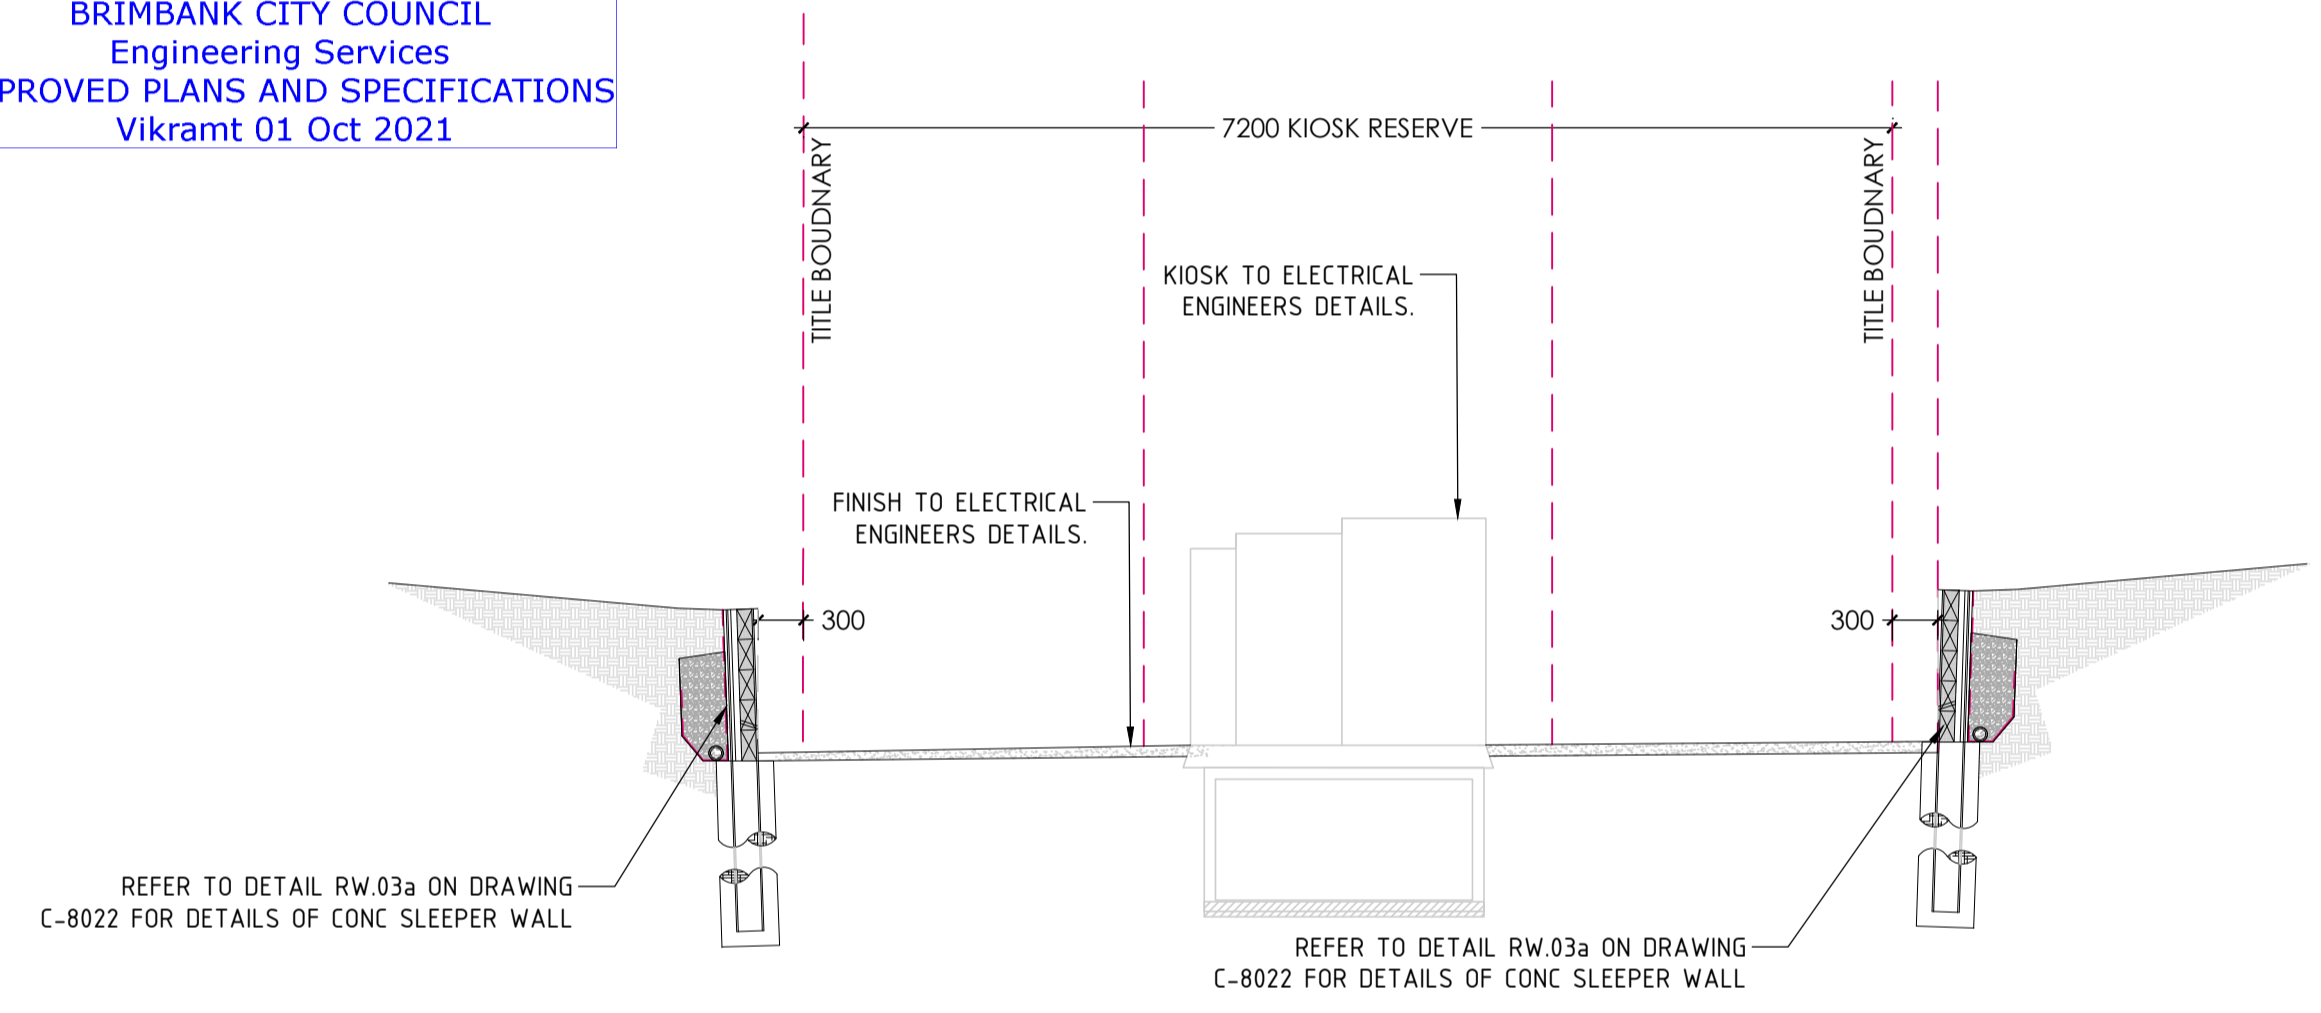 BRIMBANK CITY COUNCIL
Engineering Services
PROVED PLANS AND SPECIFICATIONS
Vikramt 01 Oct 2021
7200 KIOSK RESERVE
TITLE BOUDNARY
TITLE BOUDNARY
KIOSK TO ELECTRICAL
ENGINEERS DETAILS.
FINISH TO ELECTRICAL
ENGINEERS DETAILS.
300
300
REFER TO DETAIL RW.03a ON DRAWING
C-8022 FOR DETAILS OF CONC SLEEPER WALL
REFER TO DETAIL RW.03a ON DRAWING
C-8022 FOR DETAILS OF CONC SLEEPER WALL